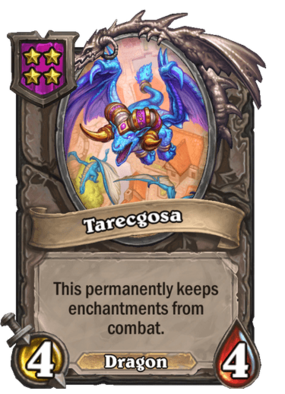 Tarecgosa
This permanently keeps
enchantments from
combat.
4
Dragon
4